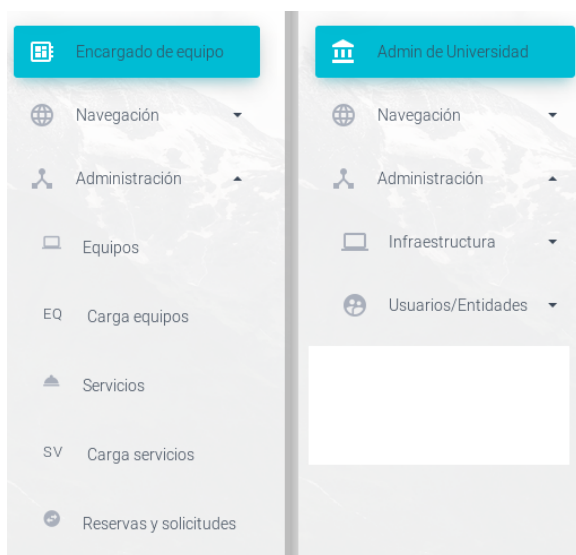 Encargado de equipo
Navegación
Administración
Equipos
EQ Carga equipos
Servicios
SV Carga servicios
Reservas y solicitudes
Admin de Universidad
Navegación
Administración
Infraestructura
Usuarios/Entidades